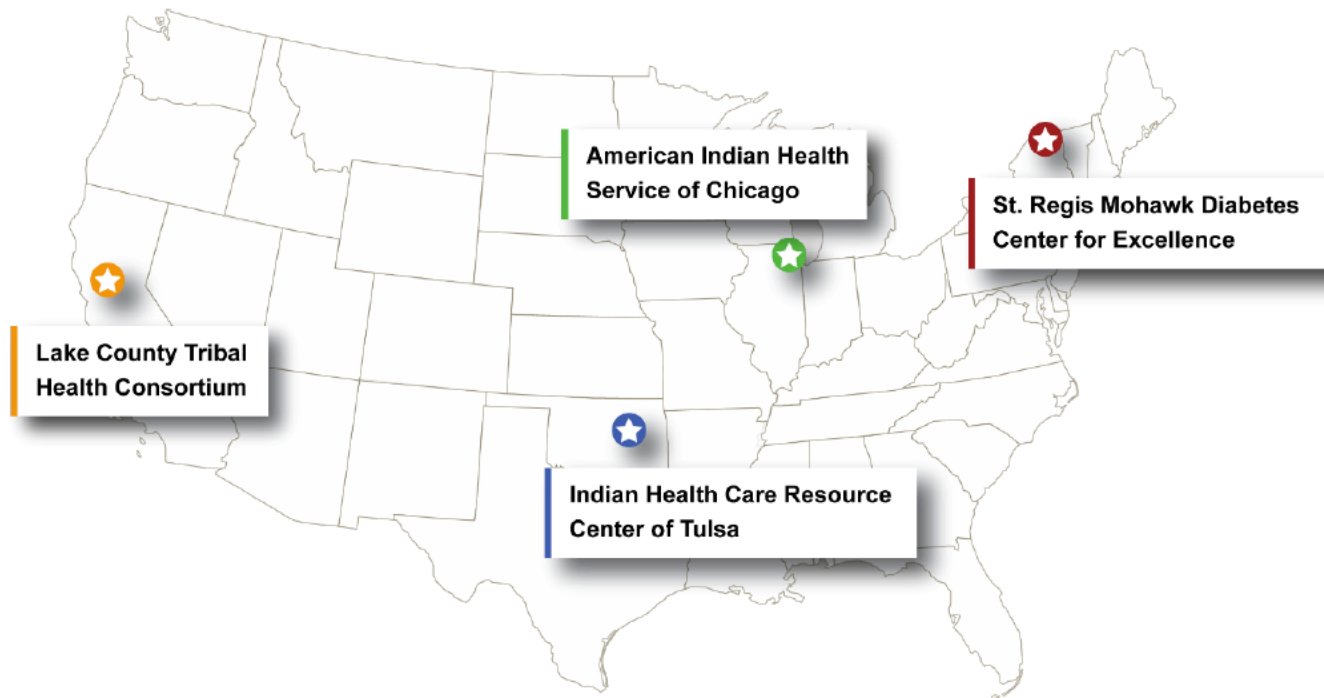 American Indian Health
Service of Chicago
St. Regis Mohawk Diabetes
Center for Excellence
Lake County Tribal
Health Consortium
Indian Health Care Resource
Center of Tulsa